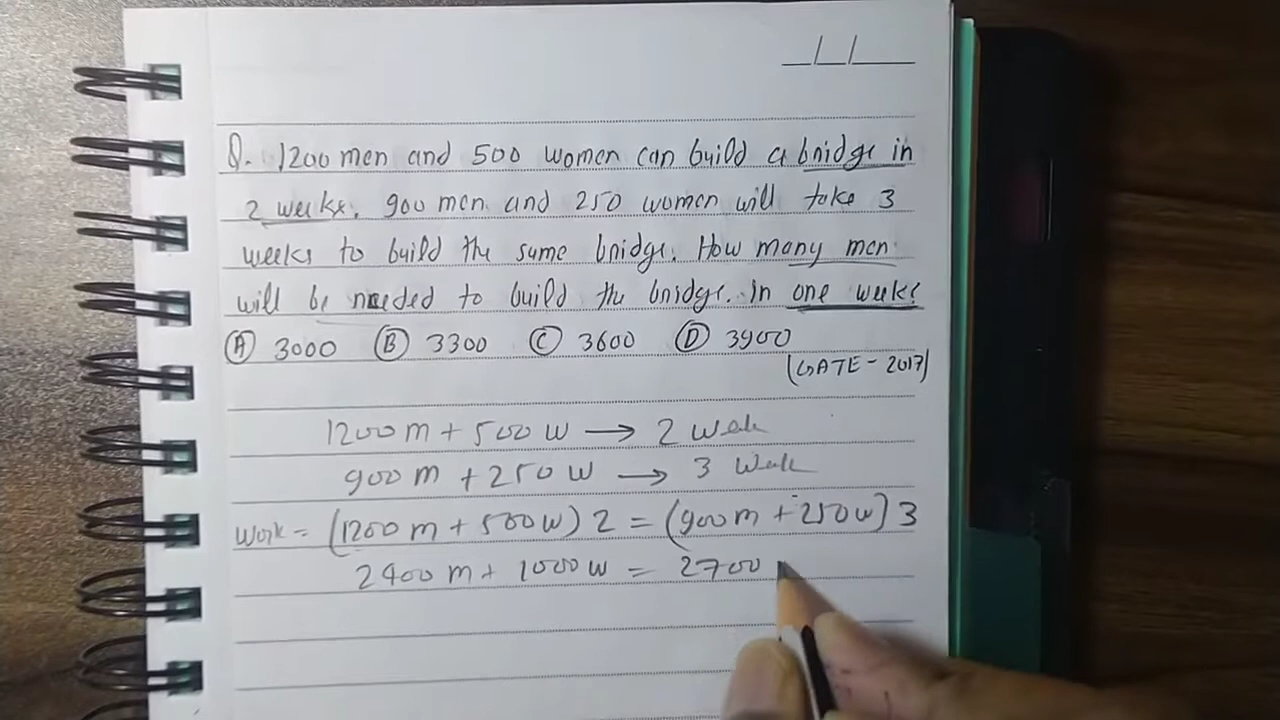 __/__/____
Q. 1200 men and 500 women can build a bridge in
2 weeks. 900 men and 250 women will take 3
weeks to build the same bridge. How many men
will be needed to build the bridge. in one week?
(A) 3000 (B) 3300 (C) 3600 (D) 3900
(GATE - 2017)
1200 m + 500 w → 2 Week
900 m + 250 w → 3 Week
Work = (1200 m + 500 w) 2 = (900 m + 250 w) 3
2400 m + 1000 w = 2700